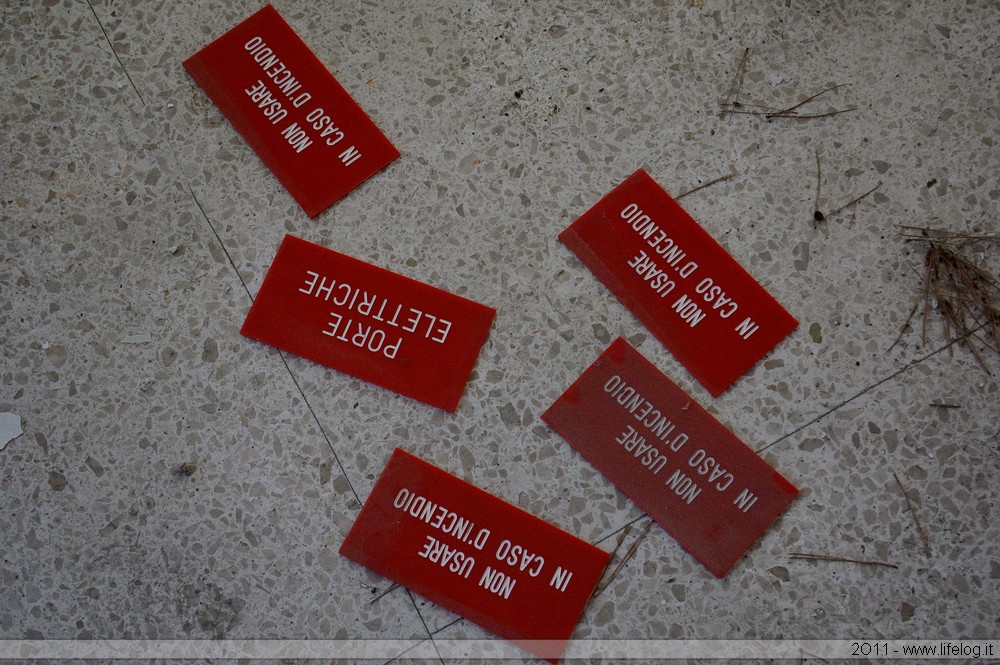 NON USARE
IN CASO D'INCENDIO
PORTE
ELETTRICHE
NON USARE
IN CASO D'INCENDIO
NON USARE
IN CASO D'INCENDIO
NON USARE
IN CASO D'INCENDIO
2011 - www.lifelog.it